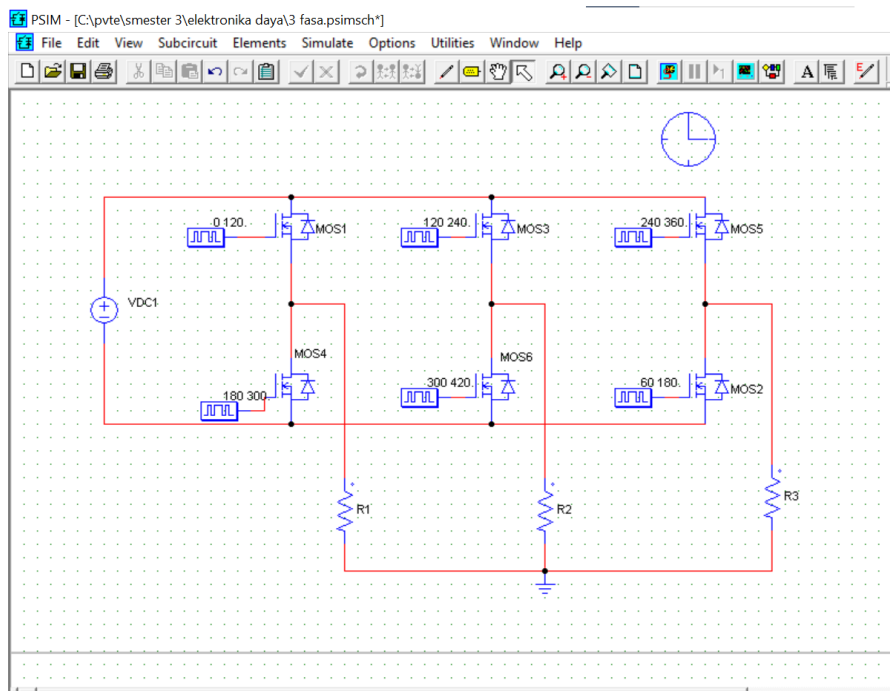 PSIM - [C:\pvte\smester 3\elektronika daya\3 fasa.psimsch*]
File Edit View Subcircuit Elements Simulate Options Utilities Window Help
0 120.
MOS1
120 240.
MOS3
240 360.
MOS5
VDC1
MOS4
180 300.
MOS6
300 420.
60 180.
MOS2
R1
R2
R3